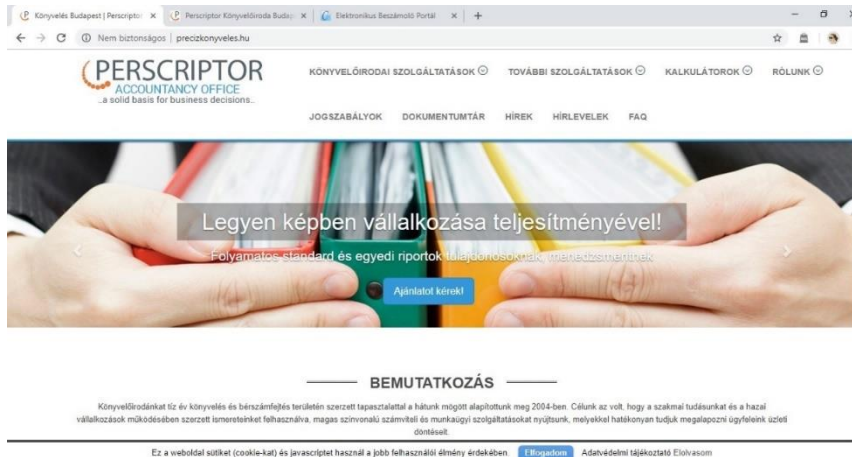 Könyvelés Budapest | Perscriptor
Perscriptor Könyvelőiroda Budap
Elektronikus Beszámoló Portál
Nem biztonságos | precizkonyveles.hu
PERSCRIPTOR
ACCOUNTANCY OFFICE
..a solid basis for business decisions..
KÖNYVELŐIRODAI SZOLGÁLTATÁSOK
TOVÁBBI SZOLGÁLTATÁSOK
KALKULÁTOROK
RÓLUNK
JOGSZABÁLYOK
DOKUMENTUMTÁR
HÍREK
HÍRLEVELEK
FAQ
Legyen képben vállalkozása teljesítményével!
Folyamatos standard és egyedi riportok tulajdonosoknak, menedzsmentnek
Ajánlatot kérek!
BEMUTATKOZÁS
Könyvelőirodánkat tíz év könyvelés és bérszámfejtés területén szerzett tapasztalattal a hátunk mögött alapítottunk meg 2004-ben. Célunk az volt, hogy a szakmai tudásunkat és a hazai
vállalkozások működésében szerzett ismereteinket felhasználva, magas színvonalú számviteli és munkaügyi szolgáltatásokat nyújtsunk, melyekkel hatékonyan tudjuk megalapozni ügyfeleink üzleti
döntéseit.
Ez a weboldal sütiket (cookie-kat) és javascriptet használ a jobb felhasználói élmény érdekében. Elfogadom Adatvédelmi tájékoztató Elolvasom